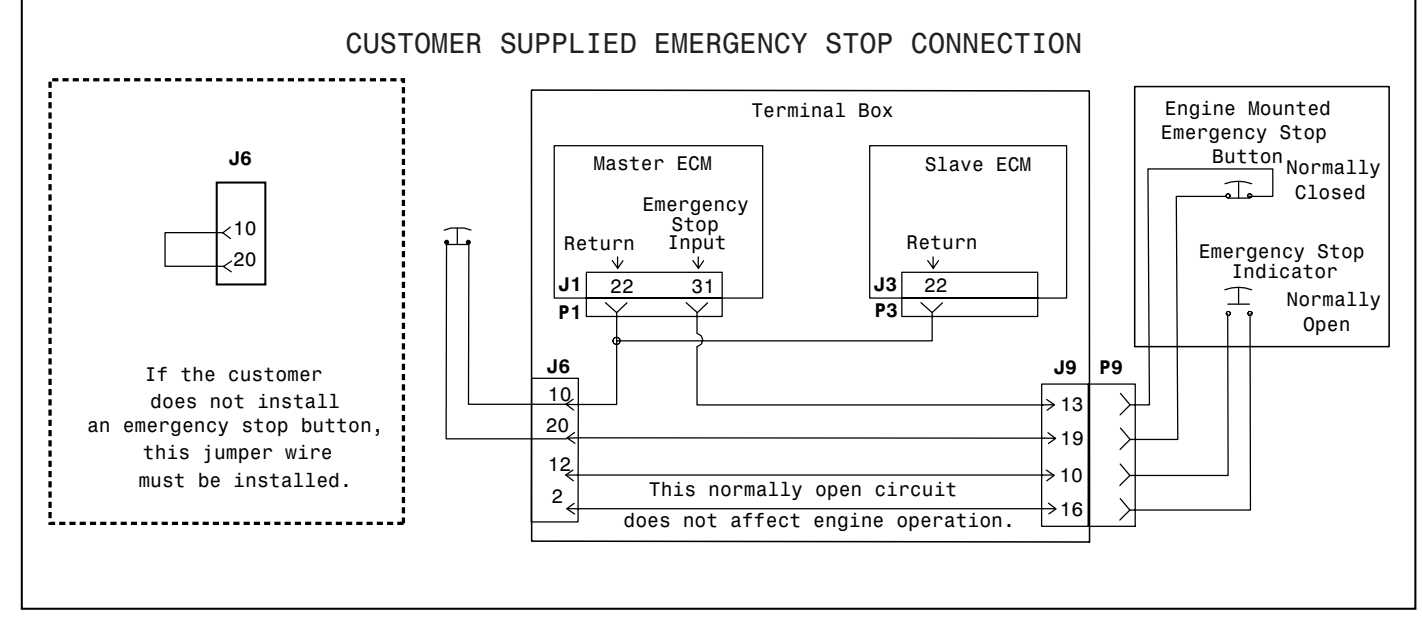 CUSTOMER SUPPLIED EMERGENCY STOP CONNECTION
J6
10
20
If the customer
does not install
an emergency stop button,
this jumper wire
must be installed.
Terminal Box
Master ECM
Emergency
Stop
Input
Return
J1
22
31
P1
Slave ECM
Return
J3
22
P3
J6
10
20
12
2
This normally open circuit
does not affect engine operation.
J9
P9
13
19
10
16
Engine Mounted
Emergency Stop
Button
Normally
Closed
Emergency Stop
Indicator
Normally
Open